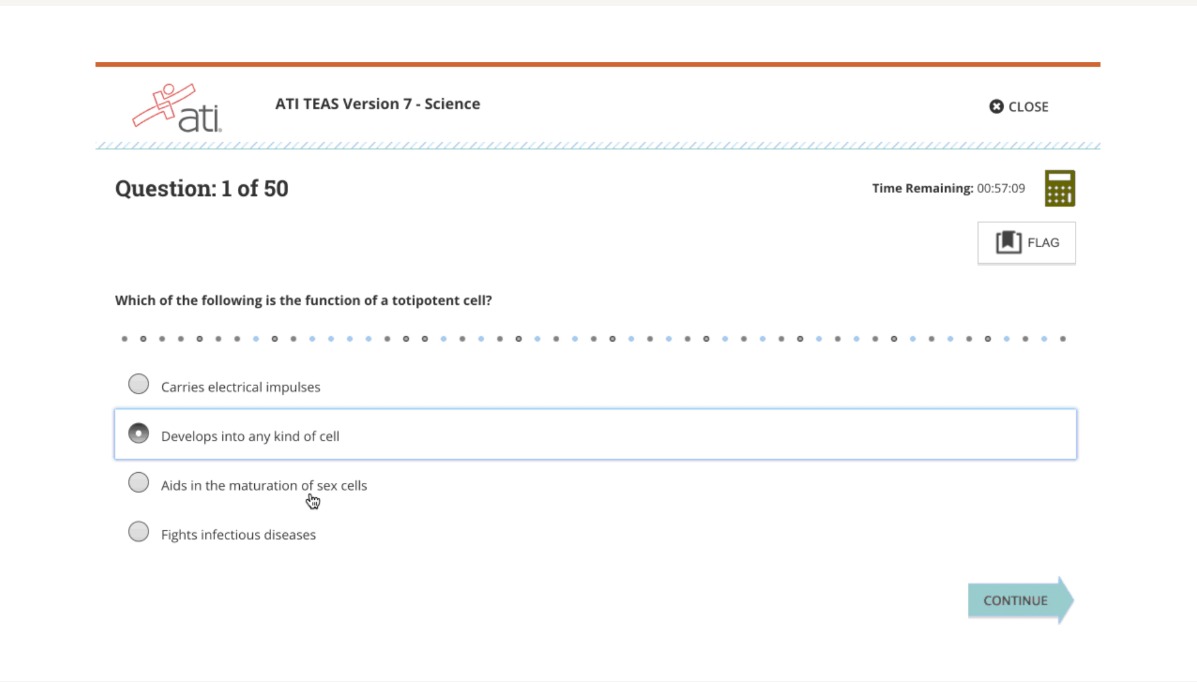 ati
ATI TEAS Version 7 - Science
CLOSE
Question: 1 of 50
Time Remaining: 00:57:09
FLAG
Which of the following is the function of a totipotent cell?
Carries electrical impulses
Develops into any kind of cell
Aids in the maturation of sex cells
Fights infectious diseases
CONTINUE